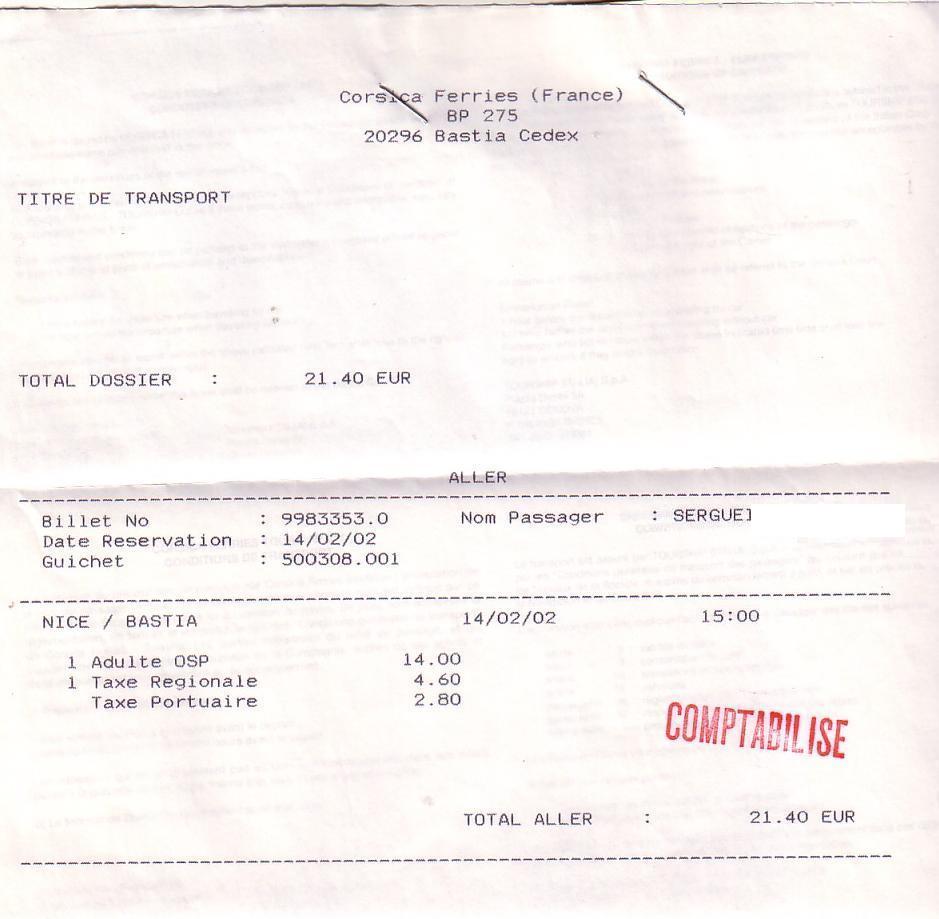 Corsica Ferries (France)
BP 275
20296 Bastia Cedex
TITRE DE TRANSPORT
TOTAL DOSSIER : 21.40 EUR
ALLER
Billet No : 9983353.0 Nom Passager : SERGUEI
Date Reservation : 14/02/02
Guichet : 500308.001
NICE / BASTIA 14/02/02 15:00
1 Adulte OSP 14.00
1 Taxe Regionale 4.60
Taxe Portuaire 2.80
COMPTABILISE
TOTAL ALLER : 21.40 EUR